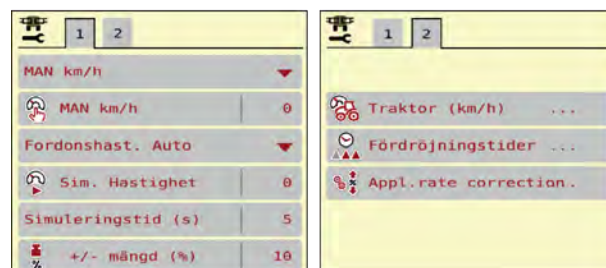 1 2
MAN km/h
MAN km/h 0
Fordonshast. Auto
Sim. Hastighet 0
Simuleringstid (s) 5
+/- mängd (%) 10
1 2
Traktor (km/h) ...
Fördröjningstider ...
Appl.rate correction.